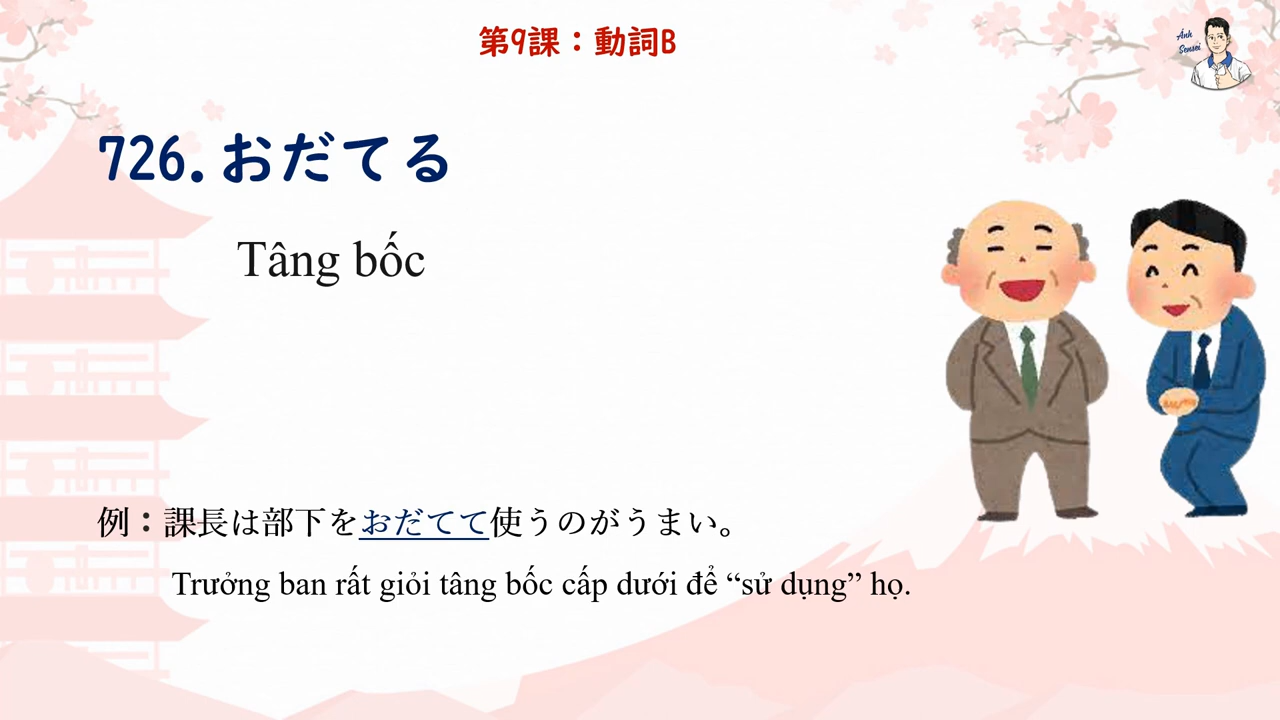 第9課：動詞B
Anh
Sensei
726.おだてる
Tâng bốc
例：課長は部下をおだてて使うのがうまい。
Trưởng ban rất giỏi tâng bốc cấp dưới để “sử dụng” họ.